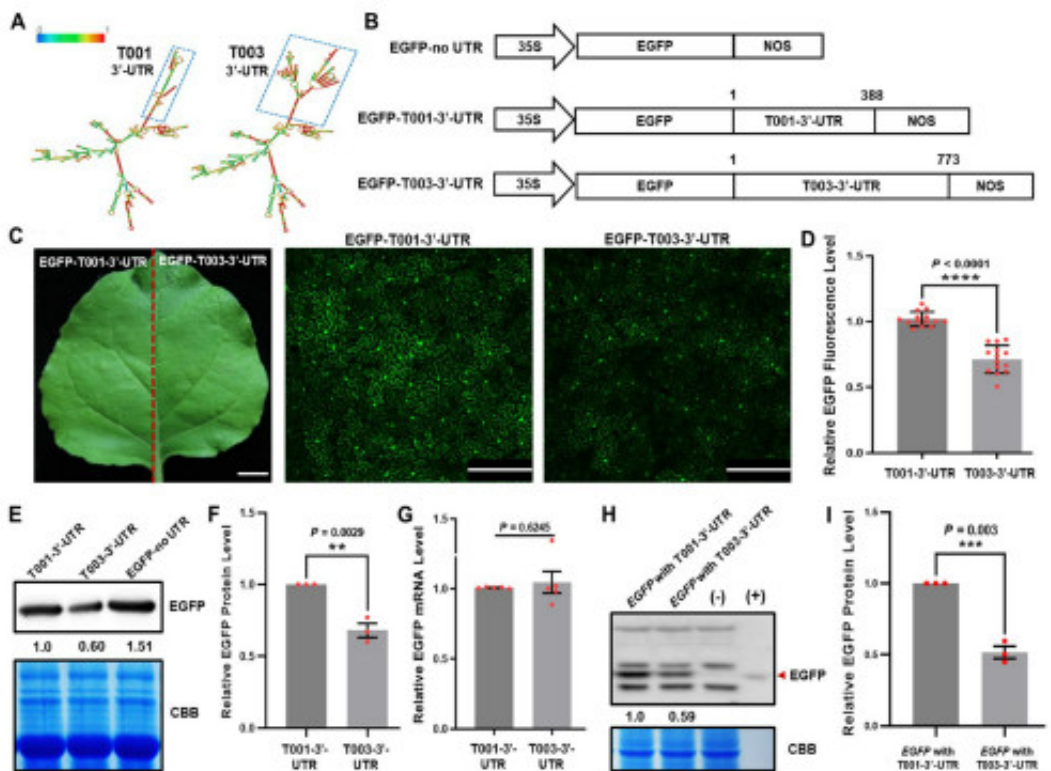 A
0 1
T001
3'-UTR
T003
3'-UTR
B
EGFP-no UTR
35S
EGFP
NOS
1
388
EGFP-T001-3'-UTR
35S
EGFP
T001-3'-UTR
NOS
1
773
EGFP-T003-3'-UTR
35S
EGFP
T003-3'-UTR
NOS
C
EGFP-T001-3'-UTR
EGFP-T003-3'-UTR
EGFP-T001-3'-UTR
EGFP-T003-3'-UTR
D
Relative EGFP Fluorescence Level
1.5
1.0
0.5
0.0
P < 0.0001
****
T001-3'-UTR
T003-3'-UTR
E
T001-3'-UTR
T003-3'-UTR
EGFP-no UTR
EGFP
1.0
0.60
1.51
CBB
F
Relative EGFP Protein Level
1.5
1.0
0.5
0.0
P = 0.0029
**
T001-3'-
UTR
T003-3'-
UTR
G
Relative EGFP mRNA Level
1.5
1.0
0.5
0.0
P = 0.6245
T001-3'-
UTR
T003-3'-
UTR
H
EGFP with T001-3'-UTR
EGFP with T003-3'-UTR
(-)
(+)
EGFP
1.0
0.59
CBB
I
Relative EGFP Protein Level
1.5
1.0
0.5
0.0
P = 0.003
***
EGFP with
T001-3'-UTR
EGFP with
T003-3'-UTR